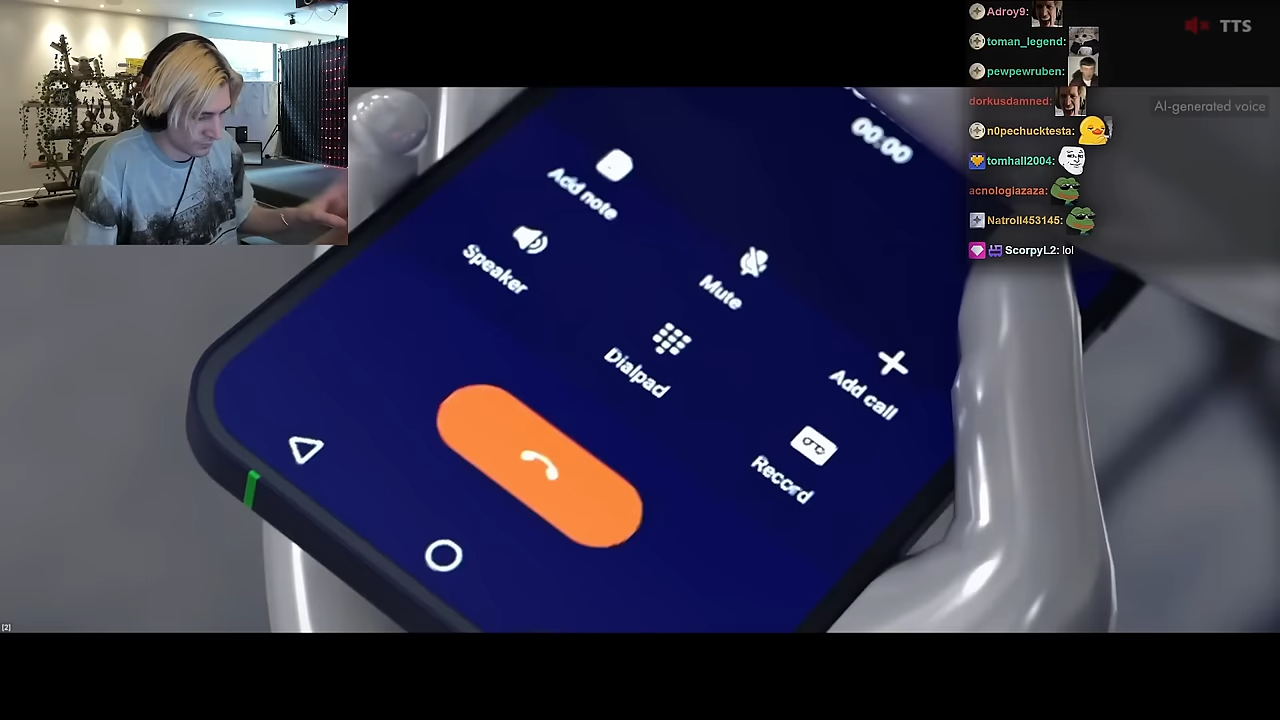 Adroy9:
toman_legend:
pewpewruben:
dorkusdamned:
n0pechucktesta:
tomhall2004:
acnologiazaza:
Natroll453145:
ScorpyL2: lol
TTS
AI-generated voice
00:00
Add note
Speaker
Mute
Dialpad
Add call
Record
[2]